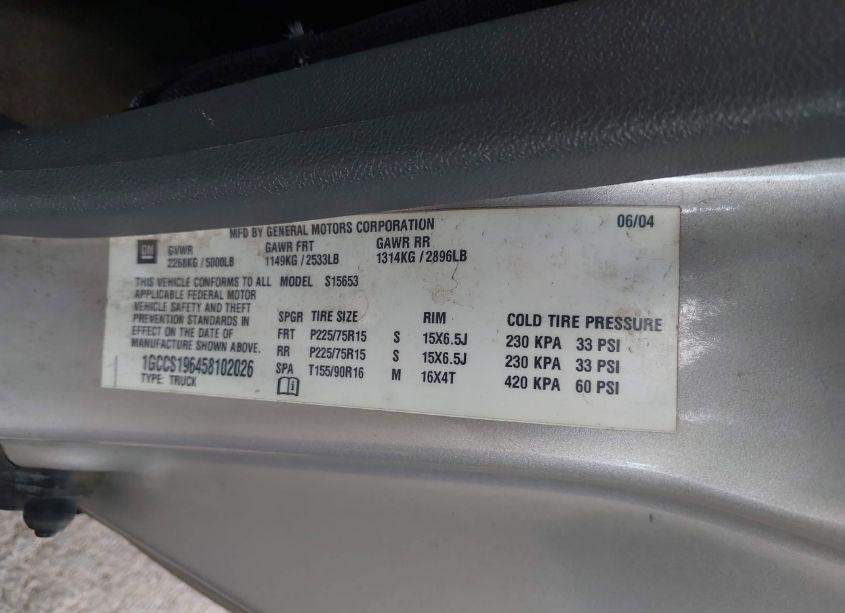 MFD BY GENERAL MOTORS CORPORATION 06/04
GM GVWR GAWR FRT GAWR RR
2268KG / 5000LB 1149KG / 2533LB 1314KG / 2896LB
THIS VEHICLE CONFORMS TO ALL MODEL S15653
APPLICABLE FEDERAL MOTOR
VEHICLE SAFETY AND THEFT
PREVENTION STANDARDS IN
EFFECT ON THE DATE OF
MANUFACTURE SHOWN ABOVE.
1GCCS196458102026
TYPE: TRUCK
SPGR TIRE SIZE RIM COLD TIRE PRESSURE
FRT P225/75R15 S 15X6.5J 230 KPA 33 PSI
RR P225/75R15 S 15X6.5J 230 KPA 33 PSI
SPA T155/90R16 M 16X4T 420 KPA 60 PSI